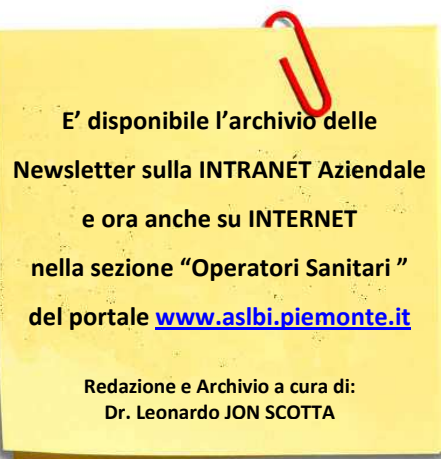 E’ disponibile l’archivio delle
Newsletter sulla INTRANET Aziendale
e ora anche su INTERNET
nella sezione “Operatori Sanitari ”
del portale www.aslbi.piemonte.it
Redazione e Archivio a cura di:
Dr. Leonardo JON SCOTTA